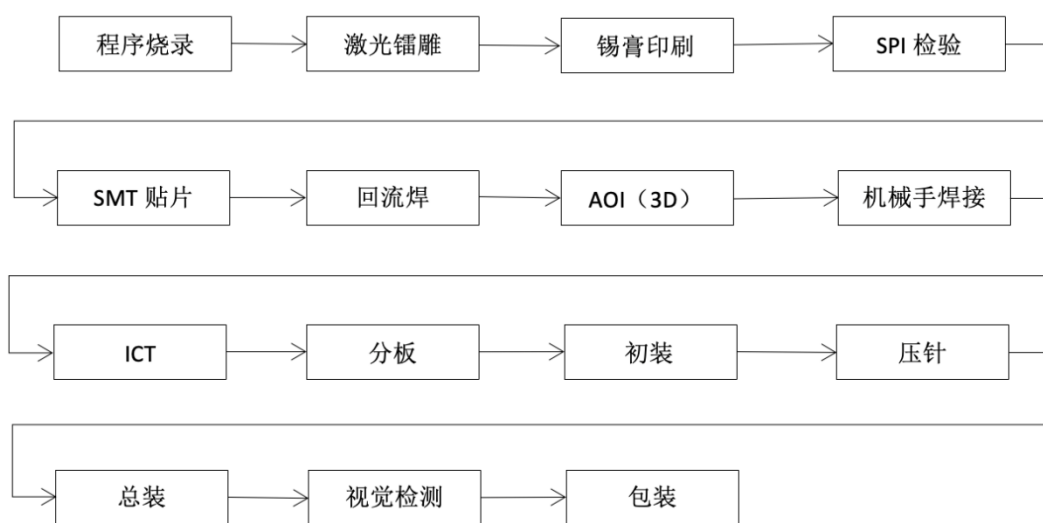 程序烧录
激光镭雕
锡膏印刷
SPI 检验
SMT 贴片
回流焊
AOI（3D）
机械手焊接
ICT
分板
初装
压针
总装
视觉检测
包装